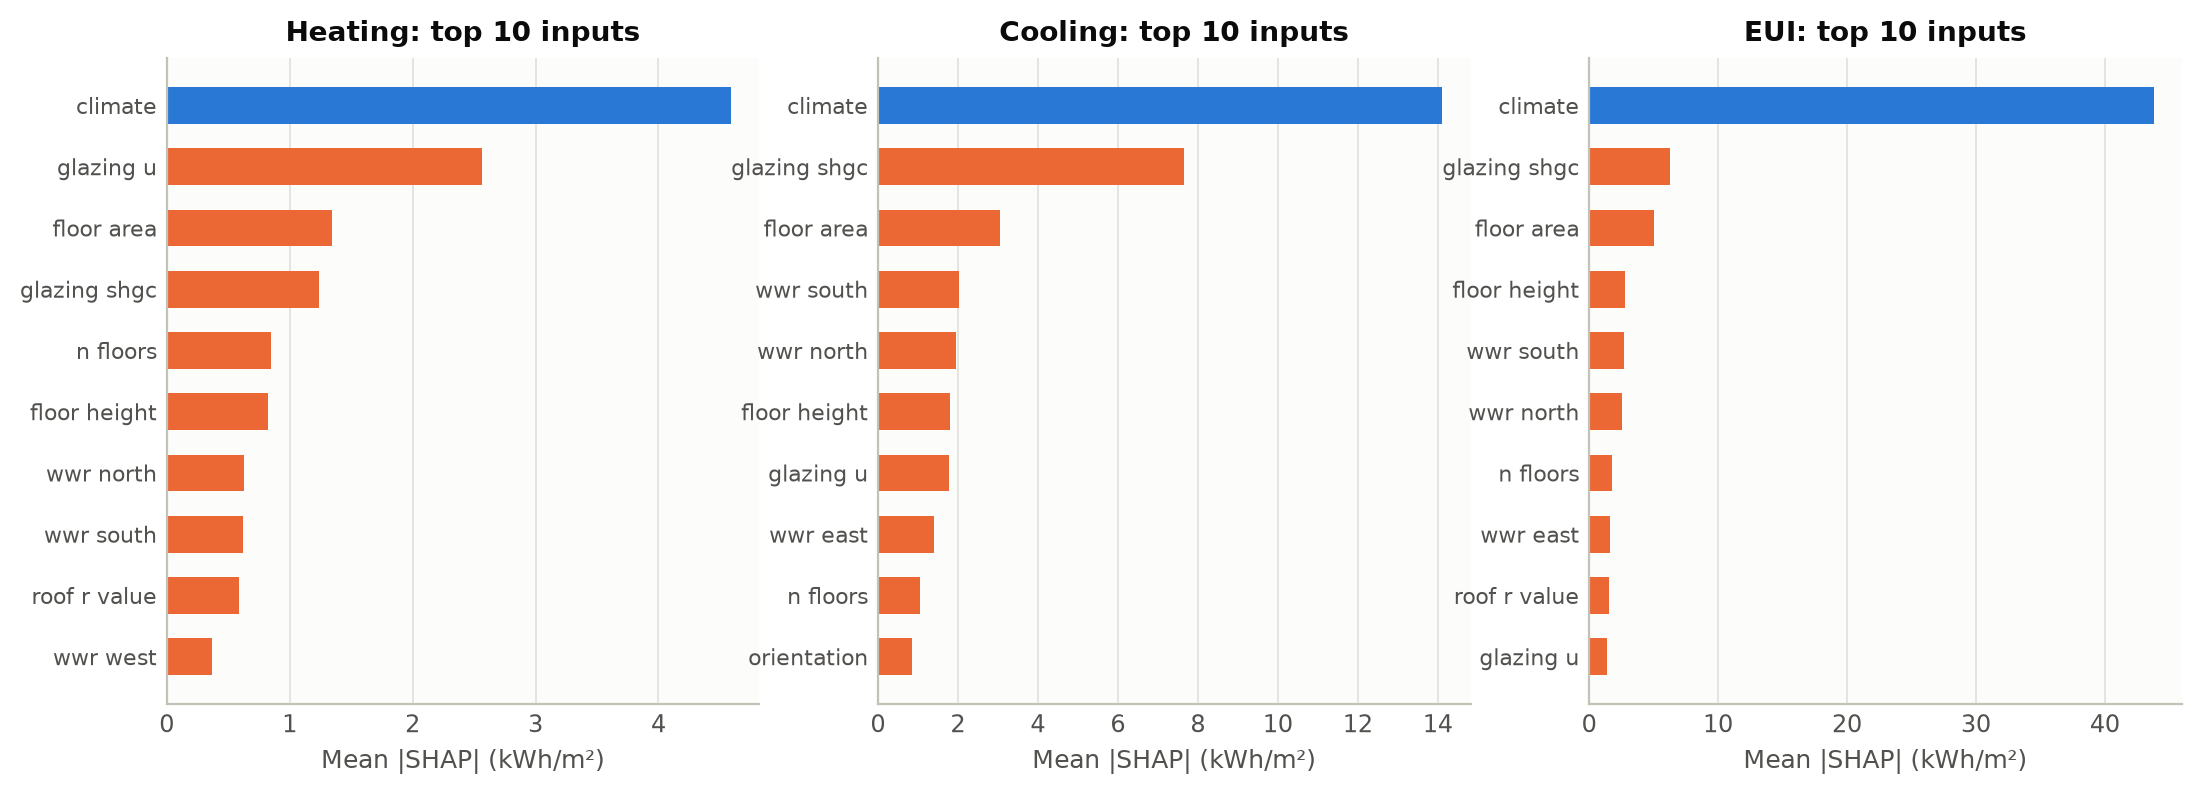 Heating: top 10 inputs
climate
glazing u
floor area
glazing shgc
n floors
floor height
wwr north
wwr south
roof r value
wwr west
0 1 2 3 4
Mean |SHAP| (kWh/m²)
Cooling: top 10 inputs
climate
glazing shgc
floor area
wwr south
wwr north
floor height
glazing u
wwr east
n floors
orientation
0 2 4 6 8 10 12 14
Mean |SHAP| (kWh/m²)
EUI: top 10 inputs
climate
glazing shgc
floor area
floor height
wwr south
wwr north
n floors
wwr east
roof r value
glazing u
0 10 20 30 40
Mean |SHAP| (kWh/m²)